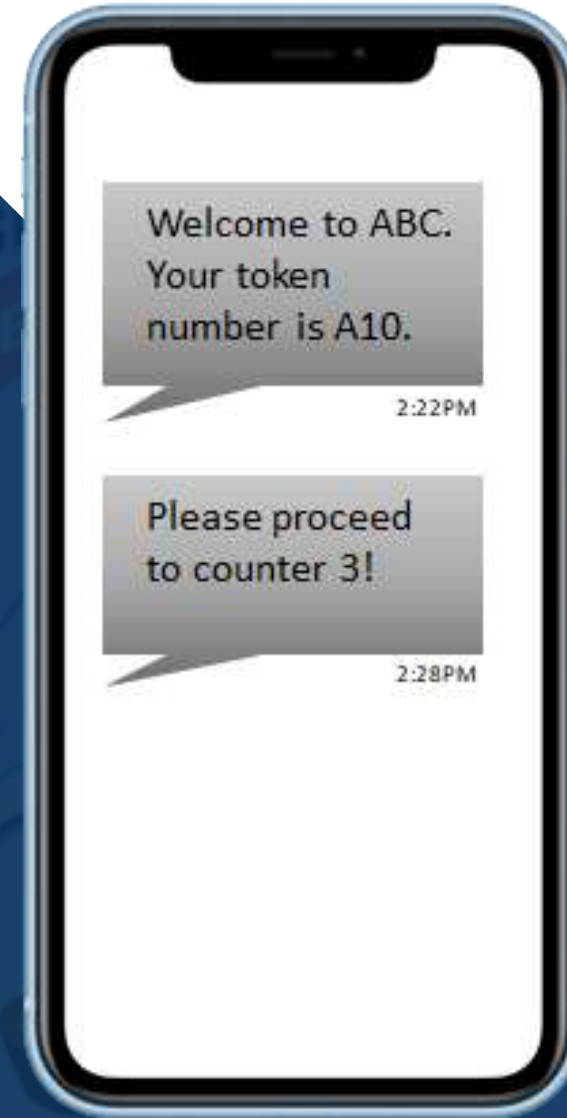 Welcome to ABC.
Your token
number is A10.
2:22PM
Please proceed
to counter 3!
2:28PM